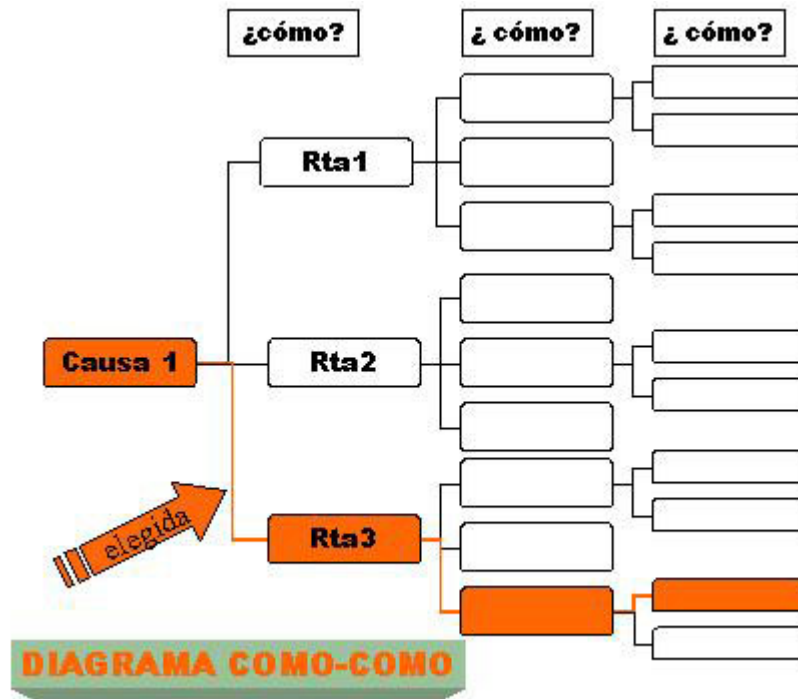 ¿cómo?
¿ cómo?
¿ cómo?
Rta1
Causa 1
Rta2
elegida
Rta3
DIAGRAMA COMO-COMO